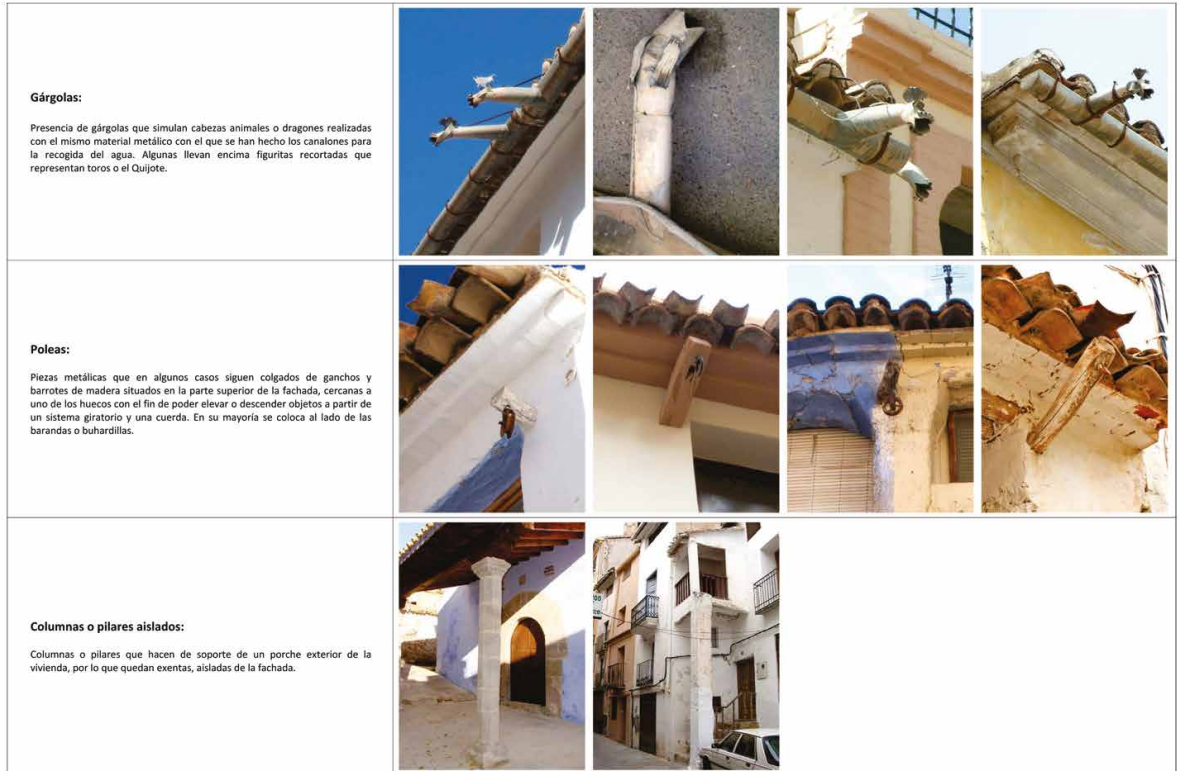 Gárgolas:
Presencia de gárgolas que simulan cabezas animales o dragones realizadas
con el mismo material metálico con el que se han hecho los canalones para
la recogida del agua. Algunas llevan encima figuritas recortadas que
representan toros o el Quijote.
Poleas:
Piezas metálicas que en algunos casos siguen colgados de ganchos y
barrotes de madera situados en la parte superior de la fachada, cercanas a
uno de los huecos con el fin de poder elevar o descender objetos a partir de
un sistema giratorio y una cuerda. En su mayoría se coloca al lado de las
barandas o buhardillas.
Columnas o pilares aislados:
Columnas o pilares que hacen de soporte de un porche exterior de la
vivienda, por lo que quedan exentas, aisladas de la fachada.